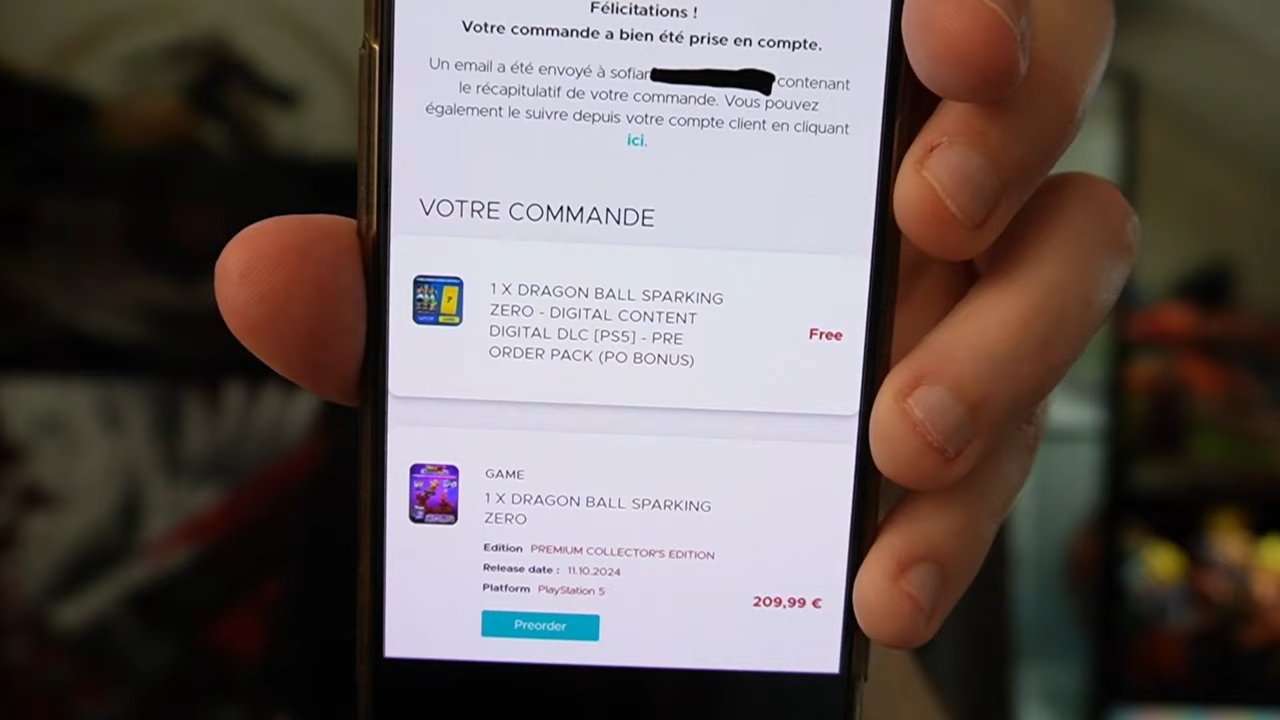 Félicitations !
Votre commande a bien été prise en compte.
Un email a été envoyé à sofiar contenant
le récapitulatif de votre commande. Vous pouvez
également le suivre depuis votre compte client en cliquant
ici.
VOTRE COMMANDE
1 X DRAGON BALL SPARKING
ZERO - DIGITAL CONTENT
DIGITAL DLC [PS5] - PRE
ORDER PACK (PO BONUS)
Free
GAME
1 X DRAGON BALL SPARKING
ZERO
Edition PREMIUM COLLECTOR'S EDITION
Release date : 11.10.2024
Platform PlayStation 5
209,99 €
Preorder